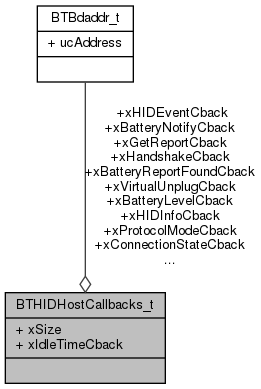 BTBdaddr_t
+ ucAddress
+xHIDEventCback
+xBatteryNotifyCback
+xGetReportCback
+xHandshakeCback
+xBatteryReportFoundCback
+xVirtualUnplugCback
+xBatteryLevelCback
+xHIDInfoCback
+xProtocolModeCback
+xConnectionStateCback
...
BTHIDHostCallbacks_t
+ xSize
+ xIdleTimeCback